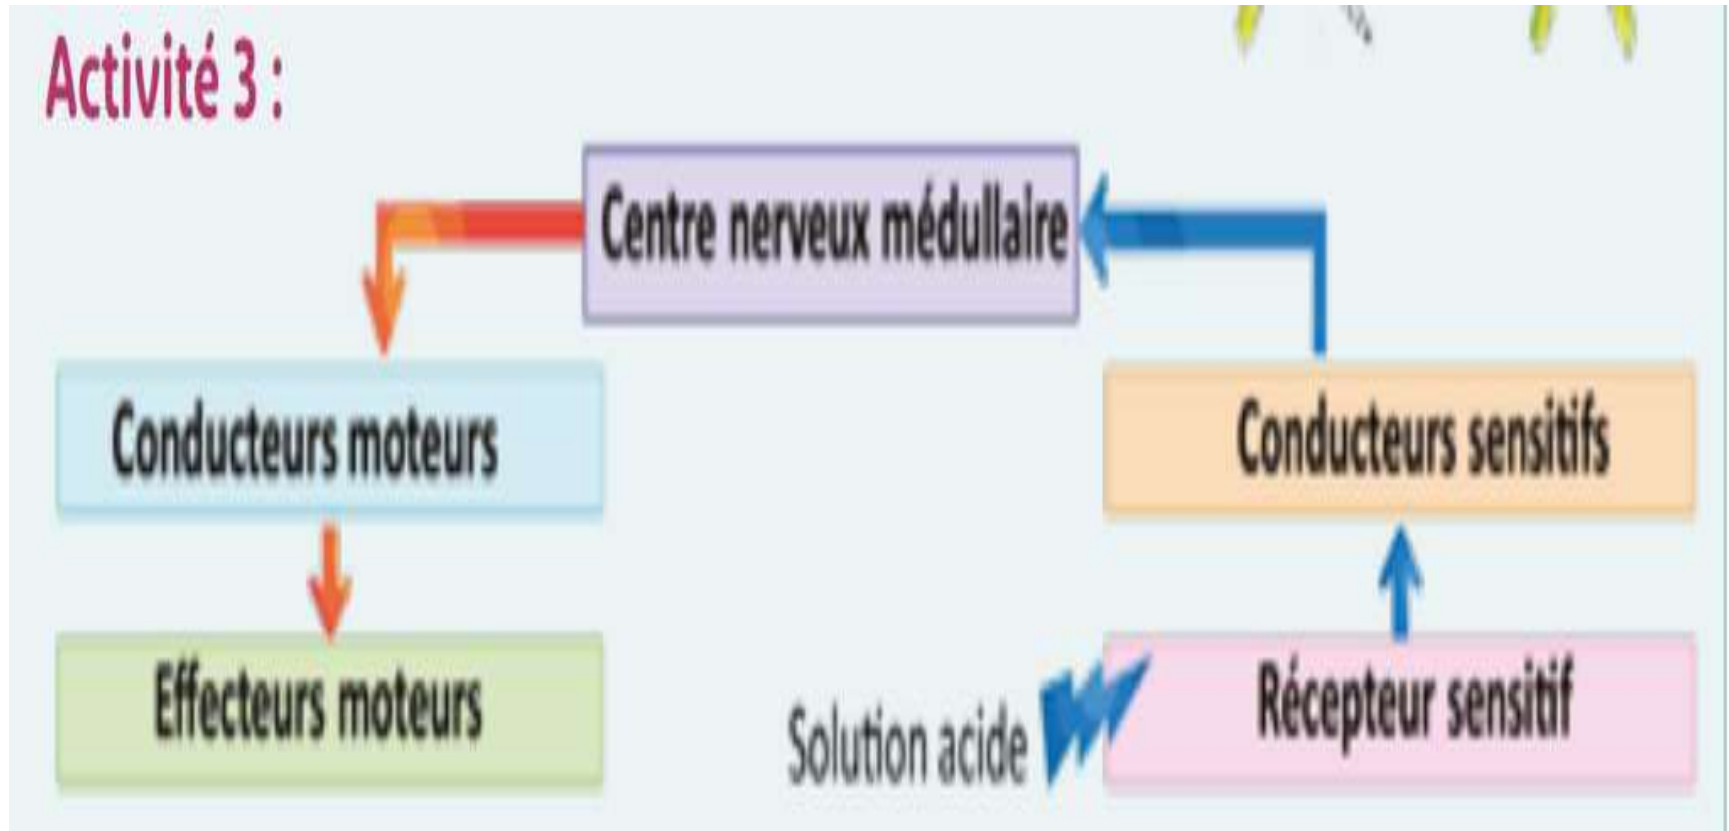 Activité 3 :
Centre nerveux médullaire
Conducteurs moteurs
Conducteurs sensitifs
Effecteurs moteurs
Solution acide
Récepteur sensitif